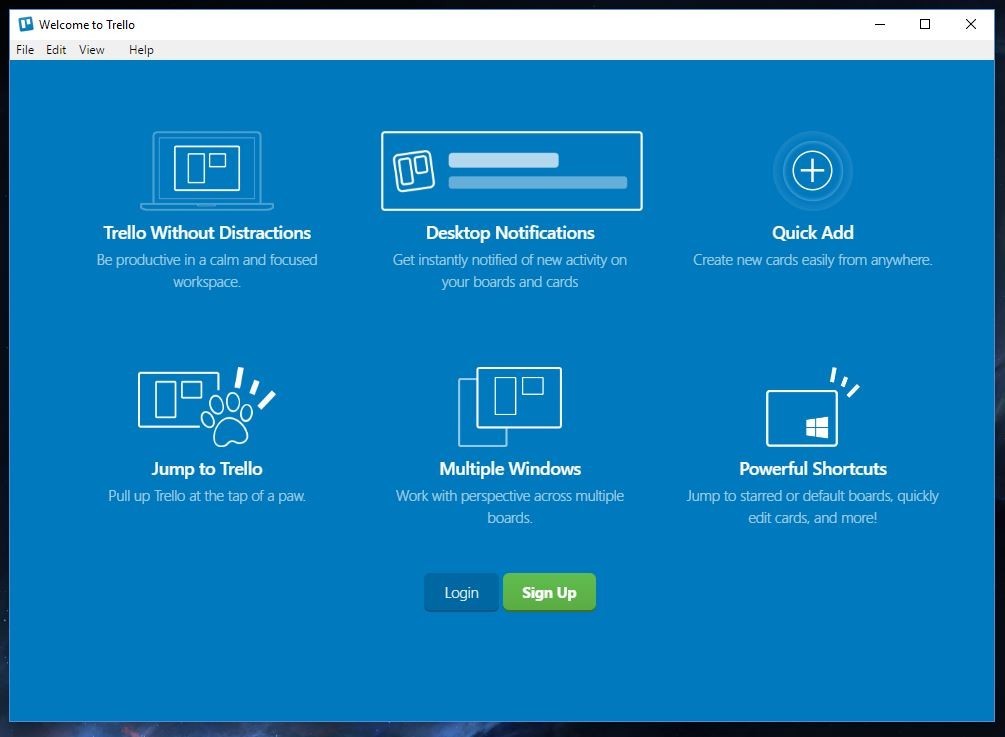 Welcome to Trello
File Edit View Help
Trello Without Distractions
Be productive in a calm and focused
workspace.
Desktop Notifications
Get instantly notified of new activity on
your boards and cards
Quick Add
Create new cards easily from anywhere.
Jump to Trello
Pull up Trello at the tap of a paw.
Multiple Windows
Work with perspective across multiple
boards.
Powerful Shortcuts
Jump to starred or default boards, quickly
edit cards, and more!
Login
Sign Up